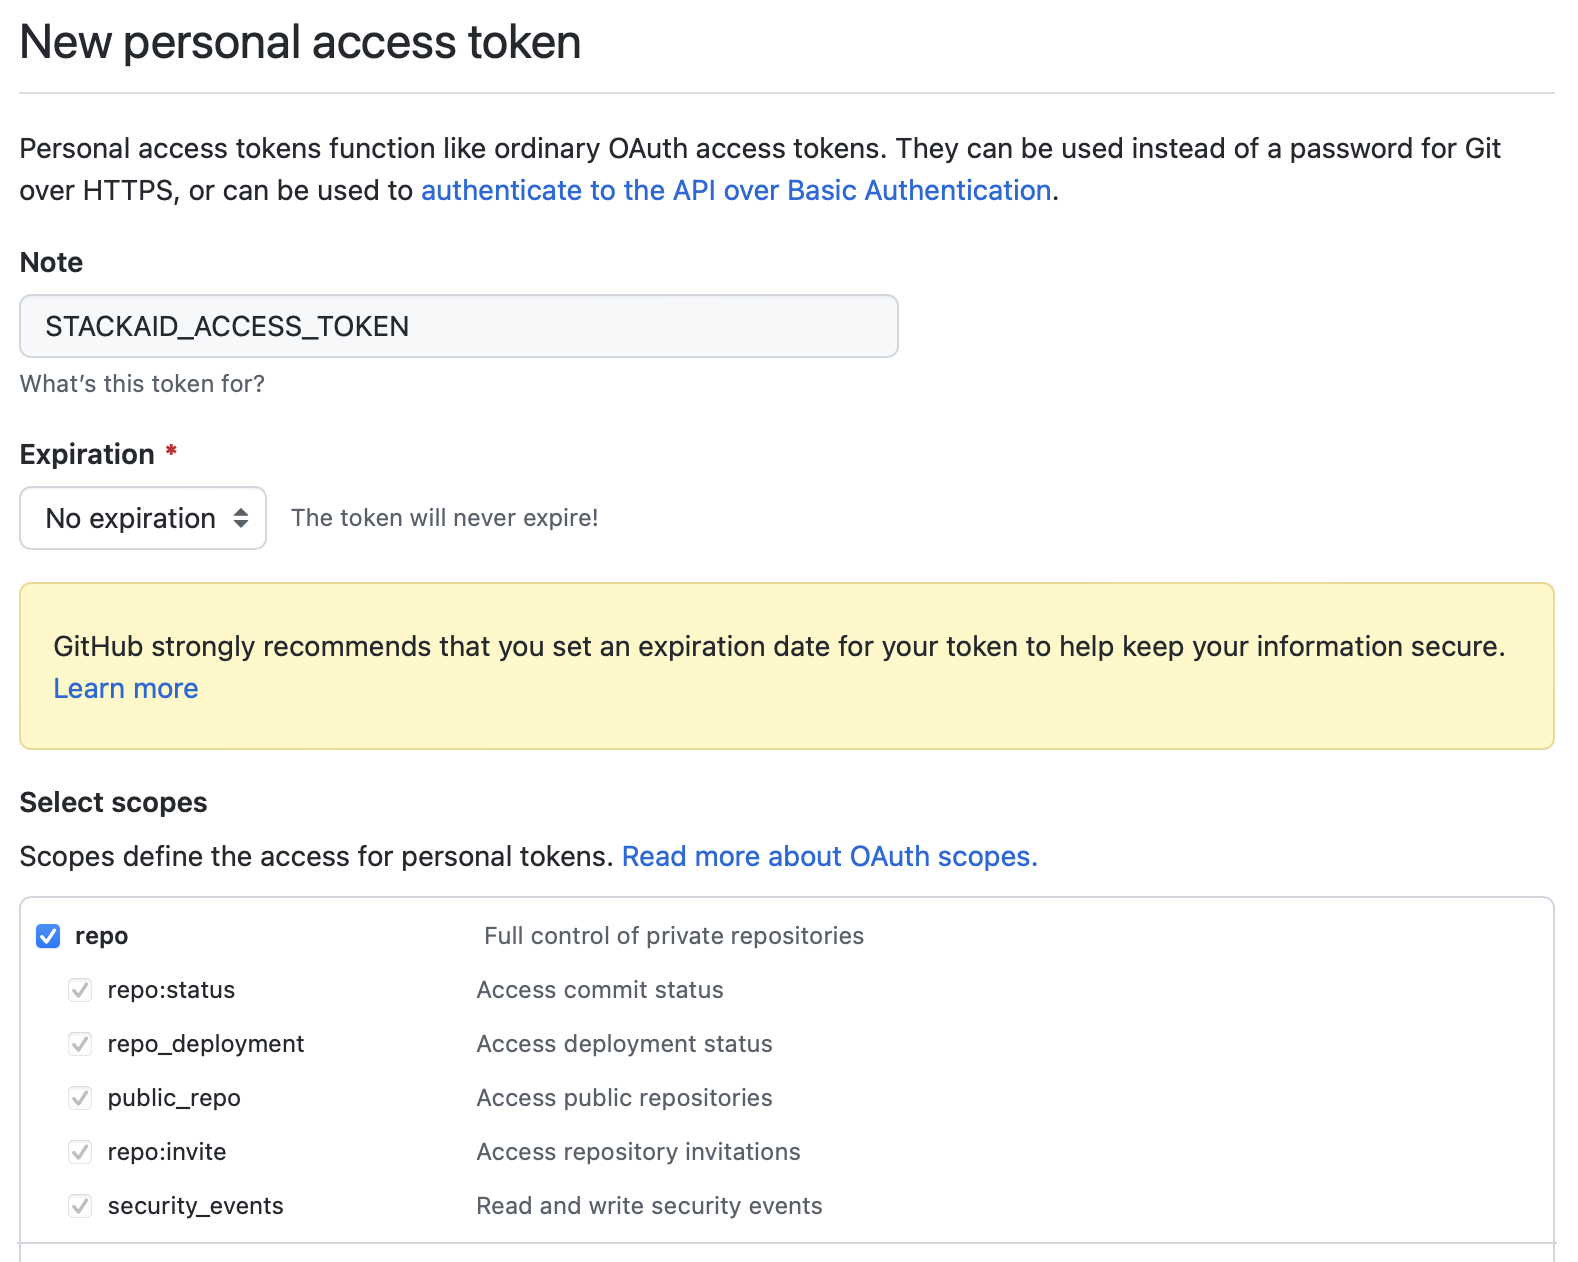 New personal access token
Personal access tokens function like ordinary OAuth access tokens. They can be used instead of a password for Git
over HTTPS, or can be used to authenticate to the API over Basic Authentication.
Note
STACKAID_ACCESS_TOKEN
What's this token for?
Expiration *
No expiration The token will never expire!
GitHub strongly recommends that you set an expiration date for your token to help keep your information secure.
Learn more
Select scopes
Scopes define the access for personal tokens. Read more about OAuth scopes.
repo Full control of private repositories
repo:status Access commit status
repo_deployment Access deployment status
public_repo Access public repositories
repo:invite Access repository invitations
security_events Read and write security events